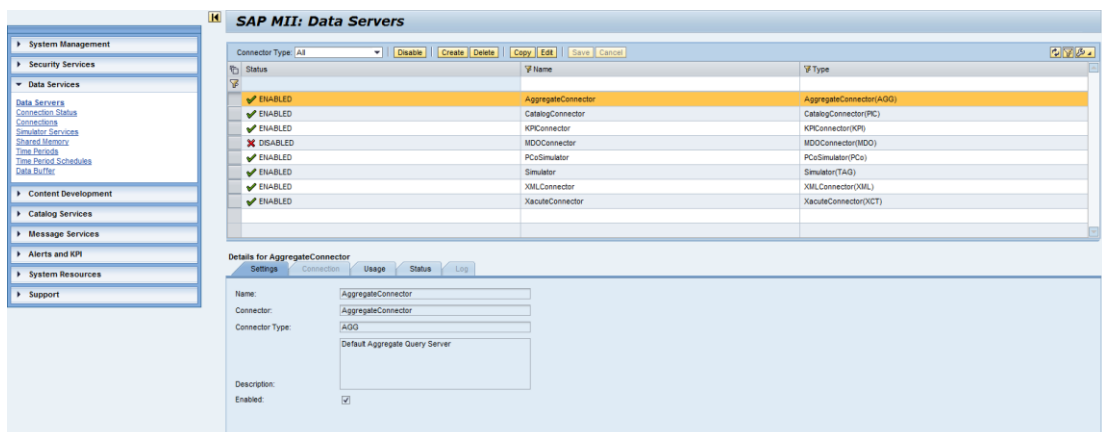 SAP MII: Data Servers
System Management
Security Services
Data Services
Data Servers
Connection Status
Connections
Simulator Services
Shared Memory
Time Periods
Time Period Schedules
Data Buffer
Content Development
Catalog Services
Message Services
Alerts and KPI
System Resources
Support
Connector Type: All Disable Create Delete Copy Edit Save Cancel
Status Name Type
ENABLED AggregateConnector AggregateConnector(AGG)
ENABLED CatalogConnector CatalogConnector(PIC)
ENABLED KPIConnector KPIConnector(KPI)
DISABLED MDOConnector MDOConnector(MDO)
ENABLED PCoSimulator PCoSimulator(PCo)
ENABLED Simulator Simulator(TAG)
ENABLED XMLConnector XMLConnector(XML)
ENABLED XacuteConnector XacuteConnector(XCT)
Details for AggregateConnector
Settings Connection Usage Status Log
Name: AggregateConnector
Connector: AggregateConnector
Connector Type: AGG
Default Aggregate Query Server
Description:
Enabled: